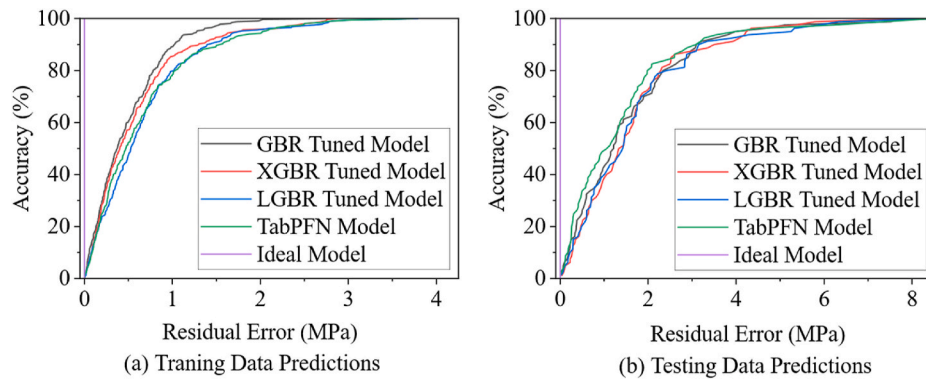 100
80
60
40
20
0
Accuracy (%)
GBR Tuned Model
XGBR Tuned Model
LGBR Tuned Model
TabPFN Model
Ideal Model
0 1 2 3 4
Residual Error (MPa)
(a) Traning Data Predictions
100
80
60
40
20
0
Accuracy (%)
GBR Tuned Model
XGBR Tuned Model
LGBR Tuned Model
TabPFN Model
Ideal Model
0 2 4 6 8
Residual Error (MPa)
(b) Testing Data Predictions